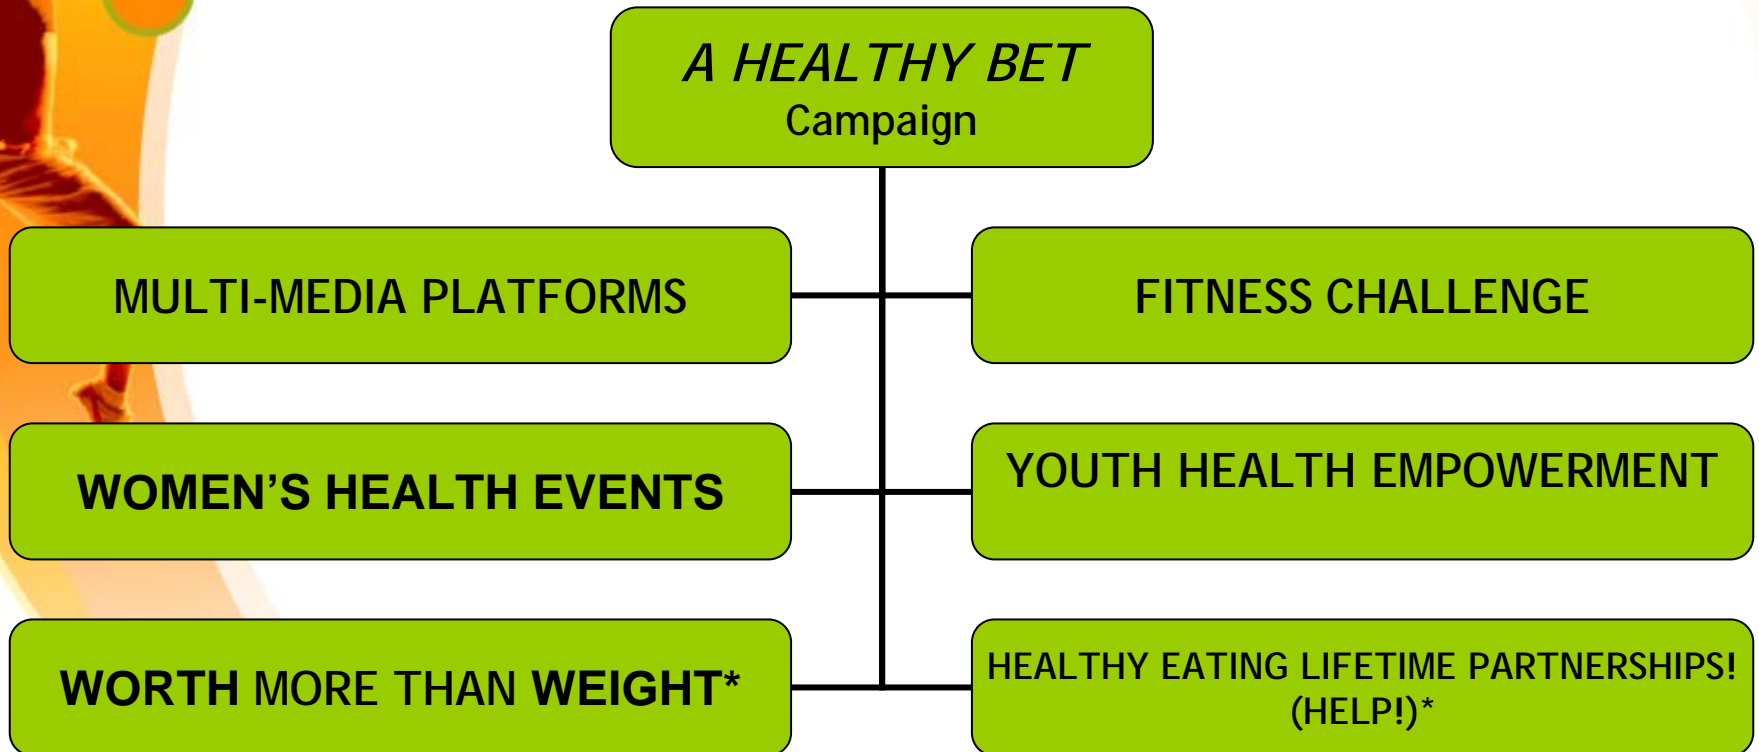 A HEALTHY BET
Campaign
MULTI-MEDIA PLATFORMS
FITNESS CHALLENGE
WOMEN’S HEALTH EVENTS
YOUTH HEALTH EMPOWERMENT
WORTH MORE THAN WEIGHT*
HEALTHY EATING LIFETIME PARTNERSHIPS!
(HELP!)*